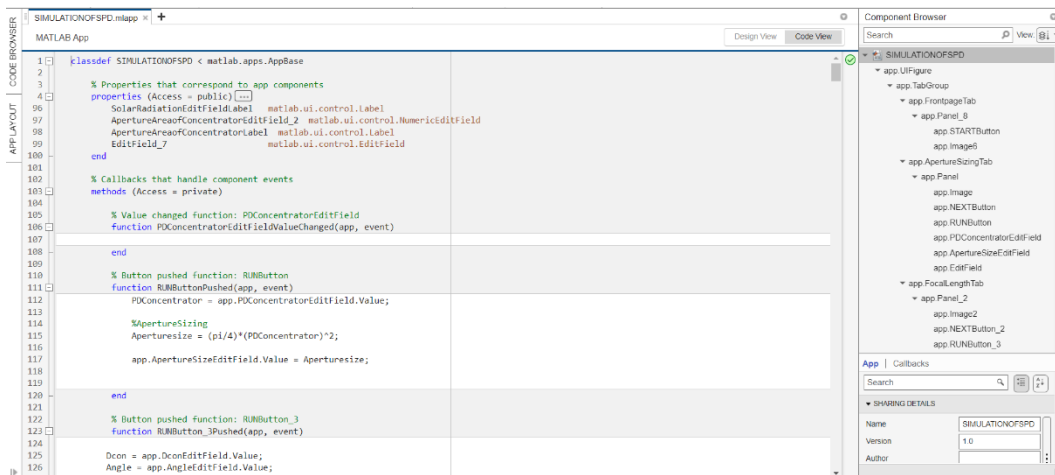 SIMULATIONOFSPD.mlapp × +
MATLAB App
Design View Code View
CODE BROWSER
APP LAYOUT
1 classdef SIMULATIONOFSPD < matlab.apps.AppBase
2
3 % Properties that correspond to app components
4 properties (Access = public) ...
96 SolarRadiationEditFieldLabel matlab.ui.control.Label
97 ApertureAreaofConcentratorEditField_2 matlab.ui.control.NumericEditField
98 ApertureAreaofConcentratorLabel matlab.ui.control.Label
99 EditField_7 matlab.ui.control.EditField
100 end
101
102 % Callbacks that handle component events
103 methods (Access = private)
104
105 % Value changed function: PDConcentratorEditField
106 function PDConcentratorEditFieldValueChanged(app, event)
107
108 end
109
110 % Button pushed function: RUNButton
111 function RUNButtonPushed(app, event)
112 PDConcentrator = app.PDConcentratorEditField.Value;
113
114 %ApertureSizing
115 Aperturesize = (pi/4)*(PDConcentrator)^2;
116
117 app.ApertureSizeEditField.Value = Aperturesize;
118
119
120 end
121
122 % Button pushed function: RUNButton_3
123 function RUNButton_3Pushed(app, event)
124
125 Dcon = app.DconEditField.Value;
126 Angle = app.AngleEditField.Value;
Component Browser
Search View:
SIMULATIONOFSPD
app.UIFigure
app.TabGroup
app.FrontpageTab
app.Panel_8
app.STARTButton
app.Image6
app.ApertureSizingTab
app.Panel
app.Image
app.NEXTButton
app.RUNButton
app.PDConcentratorEditField
app.ApertureSizeEditField
app.EditField
app.FocalLengthTab
app.Panel_2
app.Image2
app.NEXTButton_2
app.RUNButton_3
App | Callbacks
Search
SHARING DETAILS
Name SIMULATIONOFSPD
Version 1.0
Author